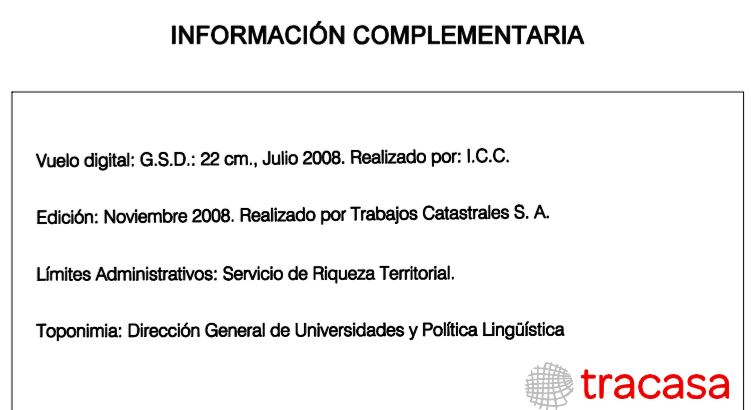 INFORMACIÓN COMPLEMENTARIA
Vuelo digital: G.S.D.: 22 cm., Julio 2008. Realizado por: I.C.C.
Edición: Noviembre 2008. Realizado por Trabajos Catastrales S. A.
Límites Administrativos: Servicio de Riqueza Territorial.
Toponimia: Dirección General de Universidades y Política Lingüística
tracasa